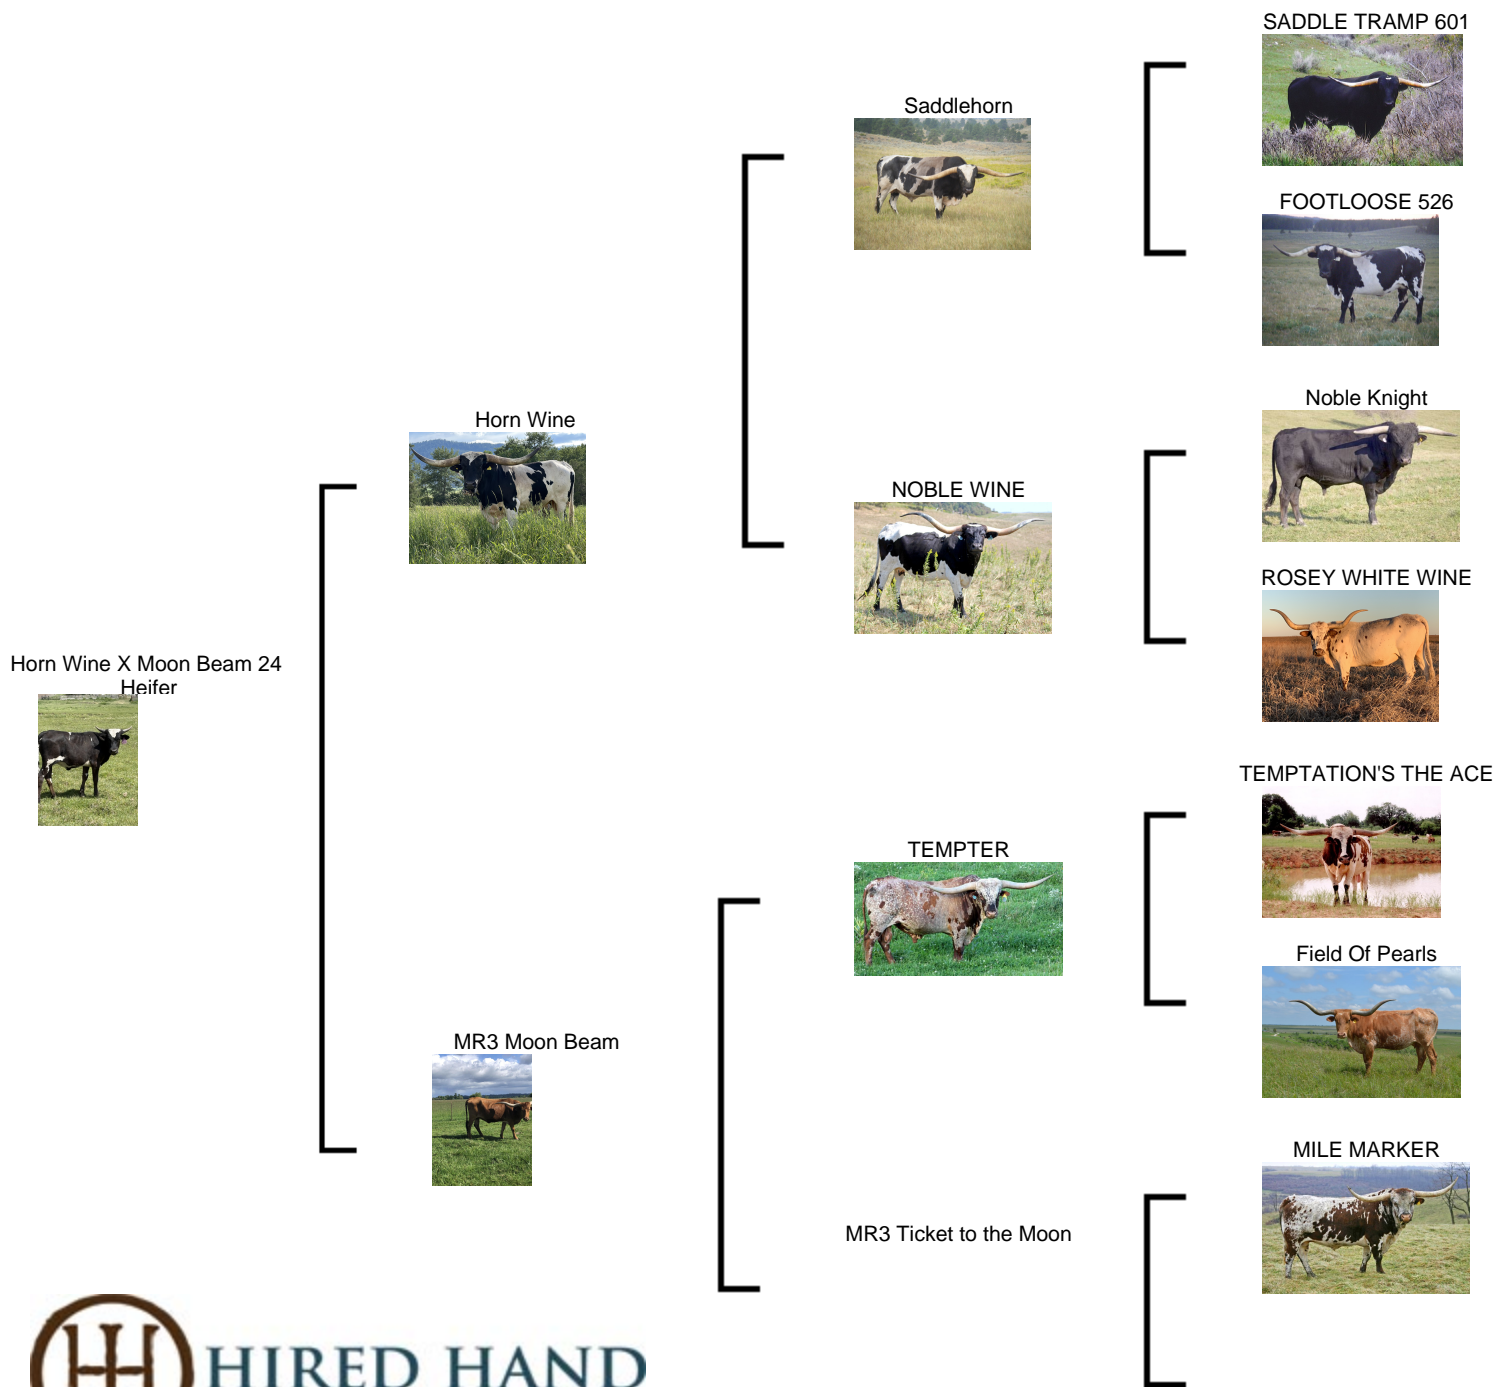 SADDLE TRAMP 601
Saddlehorn
FOOTLOOSE 526
Noble Knight
Horn Wine
NOBLE WINE
ROSEY WHITE WINE
Horn Wine X Moon Beam 24
Heifer
TEMPTATION'S THE ACE
TEMPTER
Field Of Pearls
MR3 Moon Beam
MILE MARKER
MR3 Ticket to the Moon
HIRED HAND